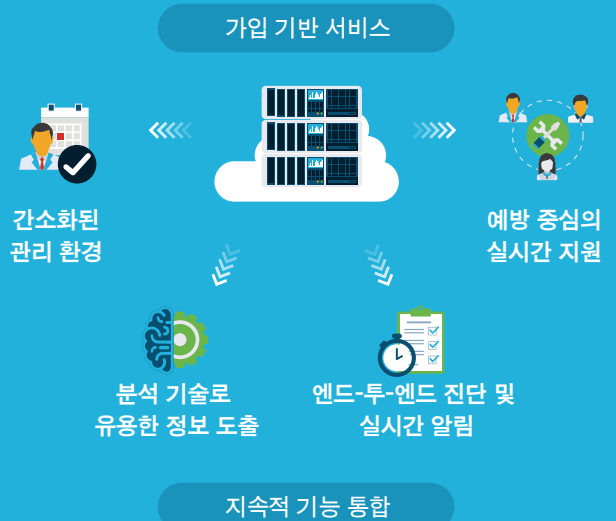 가입 기반 서비스
간소화된
관리 환경
예방 중심의
실시간 지원
분석 기술로
유용한 정보 도출
엔드-투-엔드 진단 및
실시간 알림
지속적 기능 통합